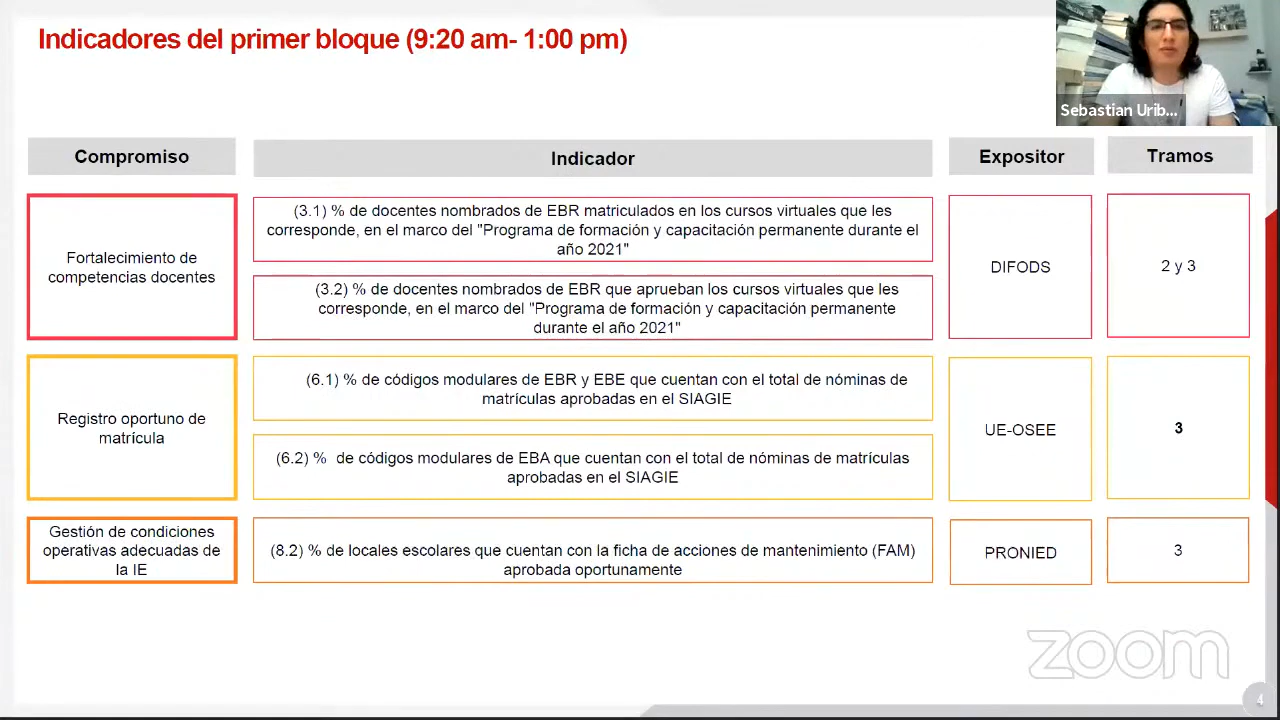 Indicadores del primer bloque (9:20 am- 1:00 pm)
Sebastian Urib...
Compromiso
Indicador
Expositor
Tramos
Fortalecimiento de
competencias docentes
(3.1) % de docentes nombrados de EBR matriculados en los cursos virtuales que les
corresponde, en el marco del "Programa de formación y capacitación permanente durante el
año 2021"
(3.2) % de docentes nombrados de EBR que aprueban los cursos virtuales que les
corresponde, en el marco del "Programa de formación y capacitación permanente
durante el año 2021"
DIFODS
2 y 3
Registro oportuno de
matrícula
(6.1) % de códigos modulares de EBR y EBE que cuentan con el total de nóminas de
matrículas aprobadas en el SIAGIE
(6.2) % de códigos modulares de EBA que cuentan con el total de nóminas de matrículas
aprobadas en el SIAGIE
UE-OSEE
3
Gestión de condiciones
operativas adecuadas de
la IE
(8.2) % de locales escolares que cuentan con la ficha de acciones de mantenimiento (FAM)
aprobada oportunamente
PRONIED
3
zoom
4